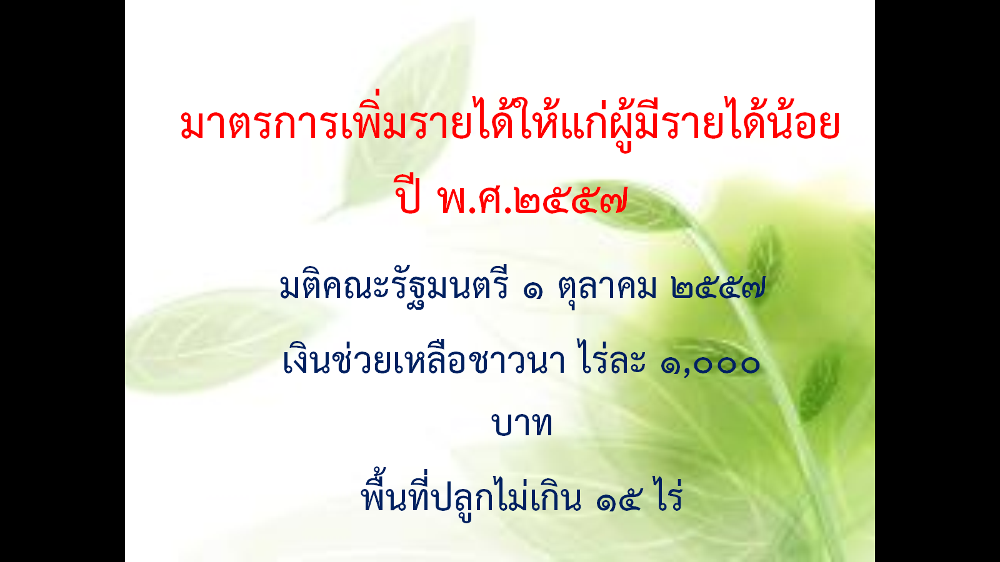 มาตรการเพิ่มรายได้ให้แก่ผู้มีรายได้น้อย
ปี พ.ศ.๒๕๕๗
มติคณะรัฐมนตรี ๑ ตุลาคม ๒๕๕๗
เงินช่วยเหลือชาวนา ไร่ละ ๑,๐๐๐
บาท
พื้นที่ปลูกไม่เกิน ๑๕ ไร่